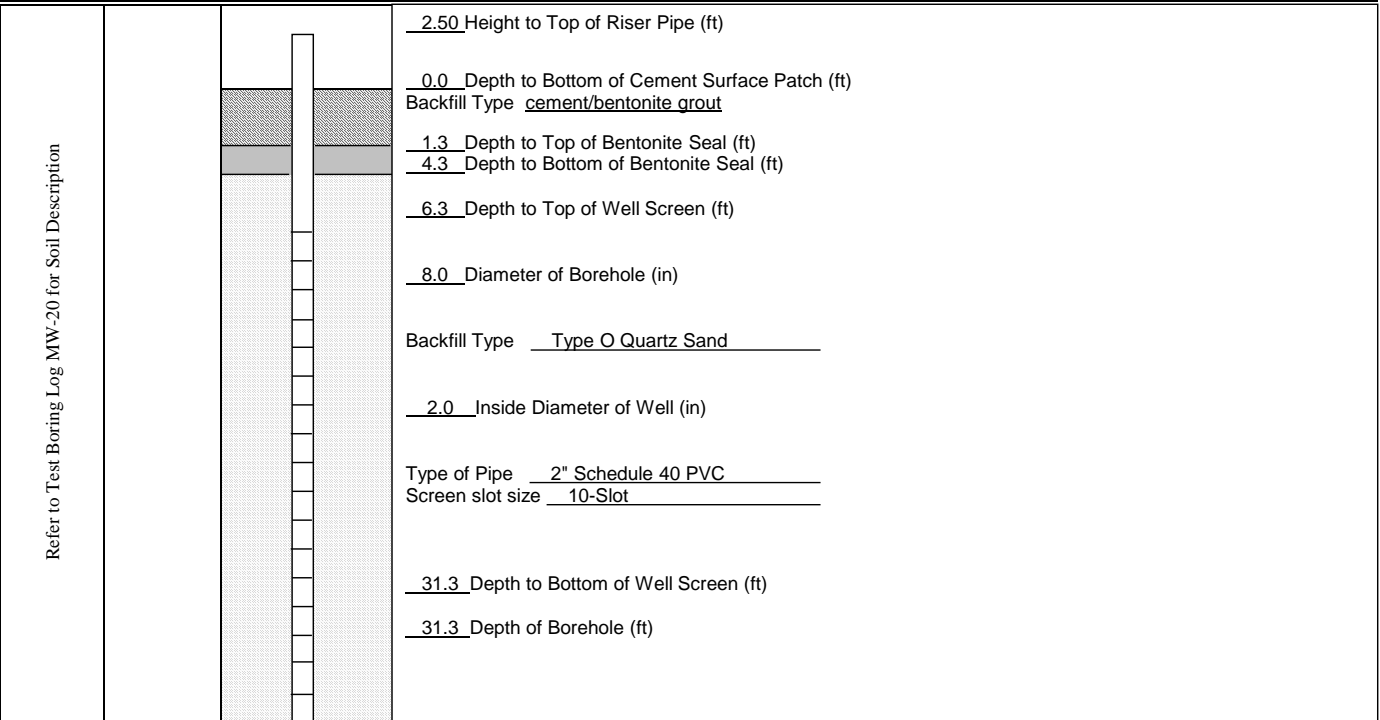 Refer to Test Boring Log MW-20 for Soil Description
2.50 Height to Top of Riser Pipe (ft)
0.0 Depth to Bottom of Cement Surface Patch (ft)
Backfill Type cement/bentonite grout
1.3 Depth to Top of Bentonite Seal (ft)
4.3 Depth to Bottom of Bentonite Seal (ft)
6.3 Depth to Top of Well Screen (ft)
8.0 Diameter of Borehole (in)
Backfill Type Type O Quartz Sand
2.0 Inside Diameter of Well (in)
Type of Pipe 2" Schedule 40 PVC
Screen slot size 10-Slot
31.3 Depth to Bottom of Well Screen (ft)
31.3 Depth of Borehole (ft)